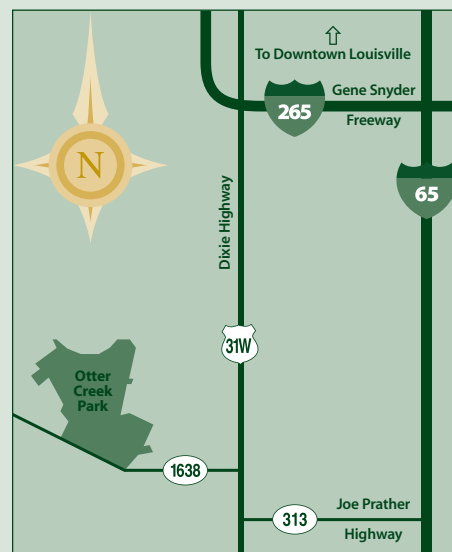 To Downtown Louisville
Gene Snyder
265
Freeway
N
65
Dixie Highway
31W
Otter
Creek
Park
1638
Joe Prather
313
Highway